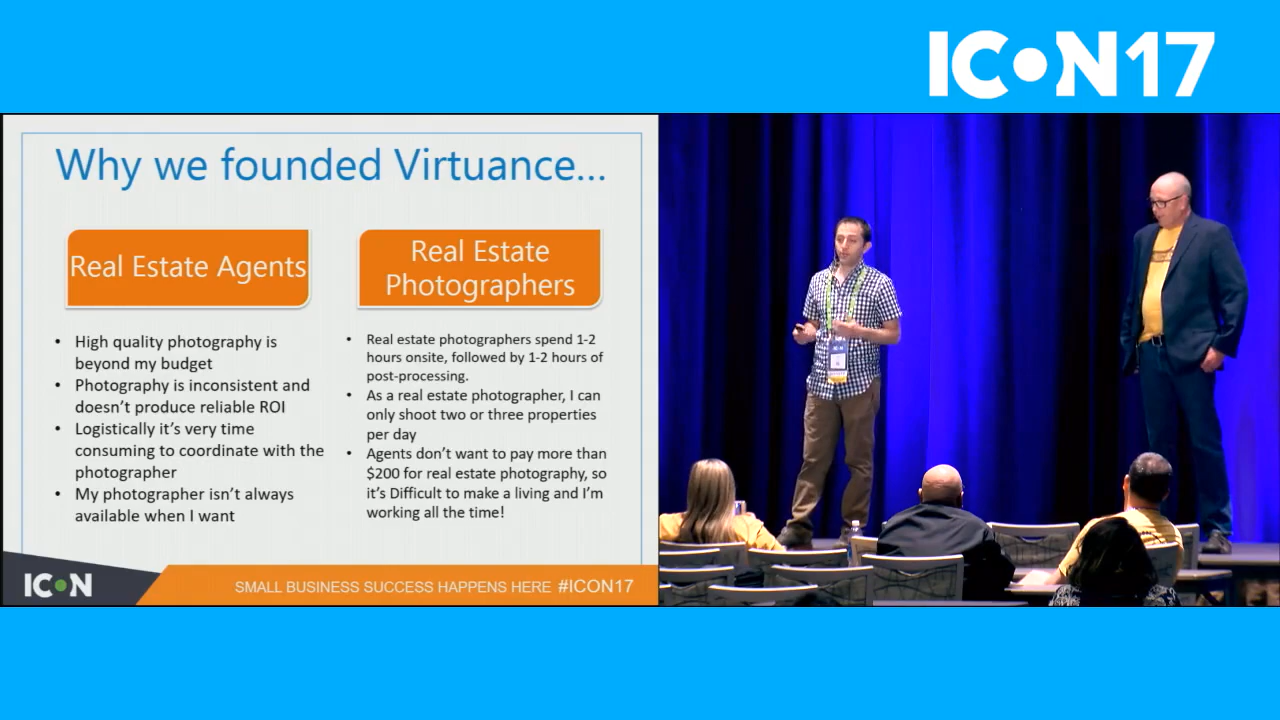 ICON17
Why we founded Virtuance...
Real Estate Agents
• High quality photography is
beyond my budget
• Photography is inconsistent and
doesn't produce reliable ROI
• Logistically it's very time
consuming to coordinate with the
photographer
• My photographer isn't always
available when I want
Real Estate
Photographers
• Real estate photographers spend 1-2
hours onsite, followed by 1-2 hours of
post-processing.
• As a real estate photographer, I can
only shoot two or three properties
per day
• Agents don't want to pay more than
$200 for real estate photography, so
it's Difficult to make a living and I'm
working all the time!
ICON
SMALL BUSINESS SUCCESS HAPPENS HERE #ICON17